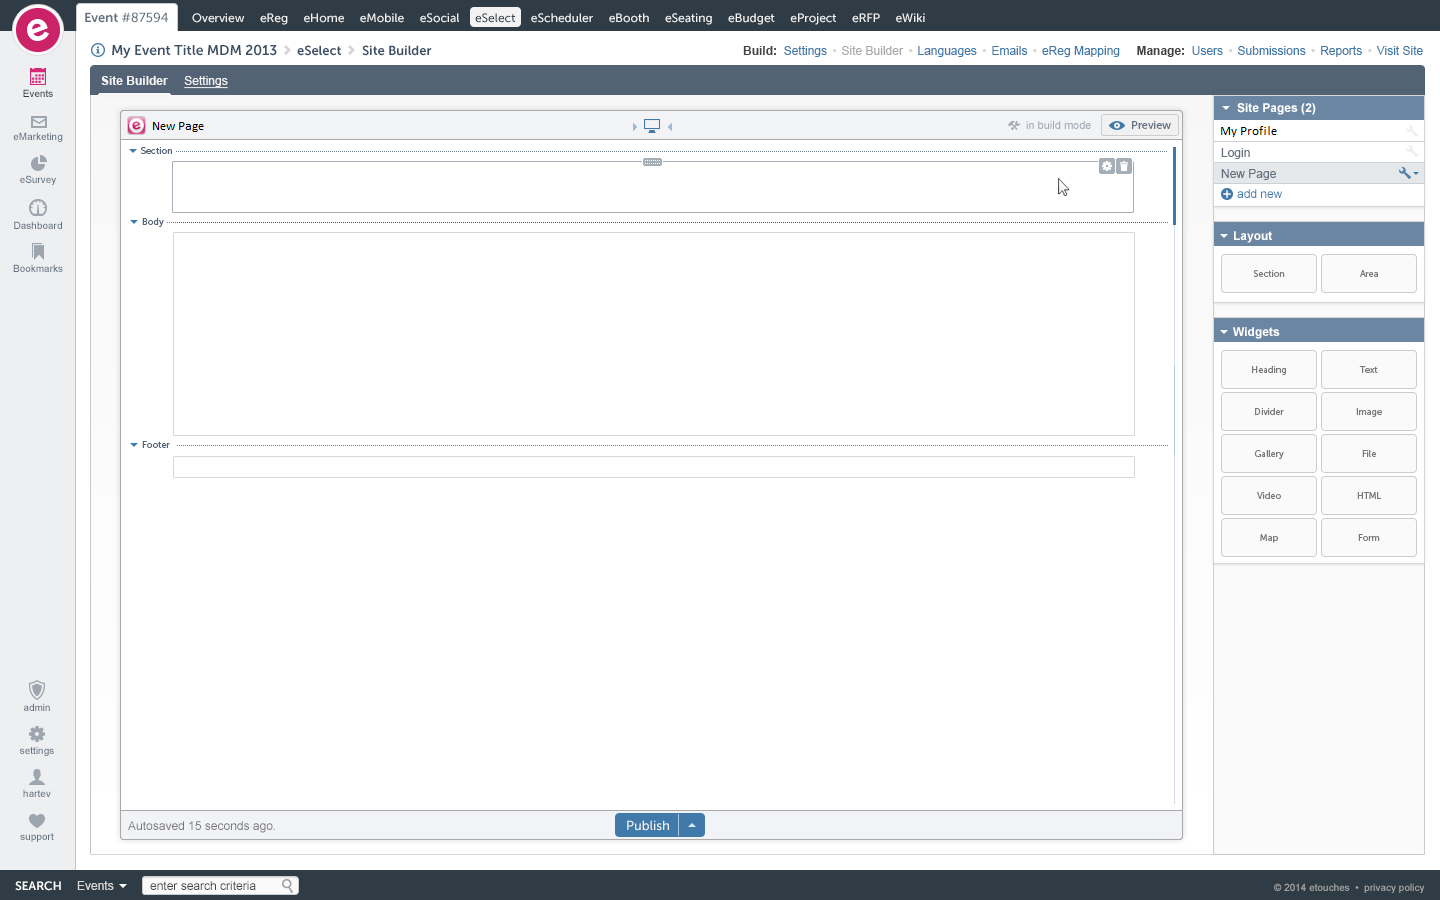 Event #87594 Overview eReg eHome eMobile eSocial eSelect eScheduler eBooth eSeating eBudget eProject eRFP eWiki
e
My Event Title MDM 2013 eSelect Site Builder
Build: Settings • Site Builder • Languages • Emails • eReg Mapping Manage: Users • Submissions • Reports • Visit Site
Site Builder Settings
Events
eMarketing
eSurvey
Dashboard
Bookmarks
admin
settings
hartev
support
e New Page in build mode Preview
Section
Body
Footer
Autosaved 15 seconds ago. Publish
Site Pages (2)
My Profile
Login
New Page
add new
Layout
Section Area
Widgets
Heading Text
Divider Image
Gallery File
Video HTML
Map Form
SEARCH Events enter search criteria
© 2014 etouches • privacy policy